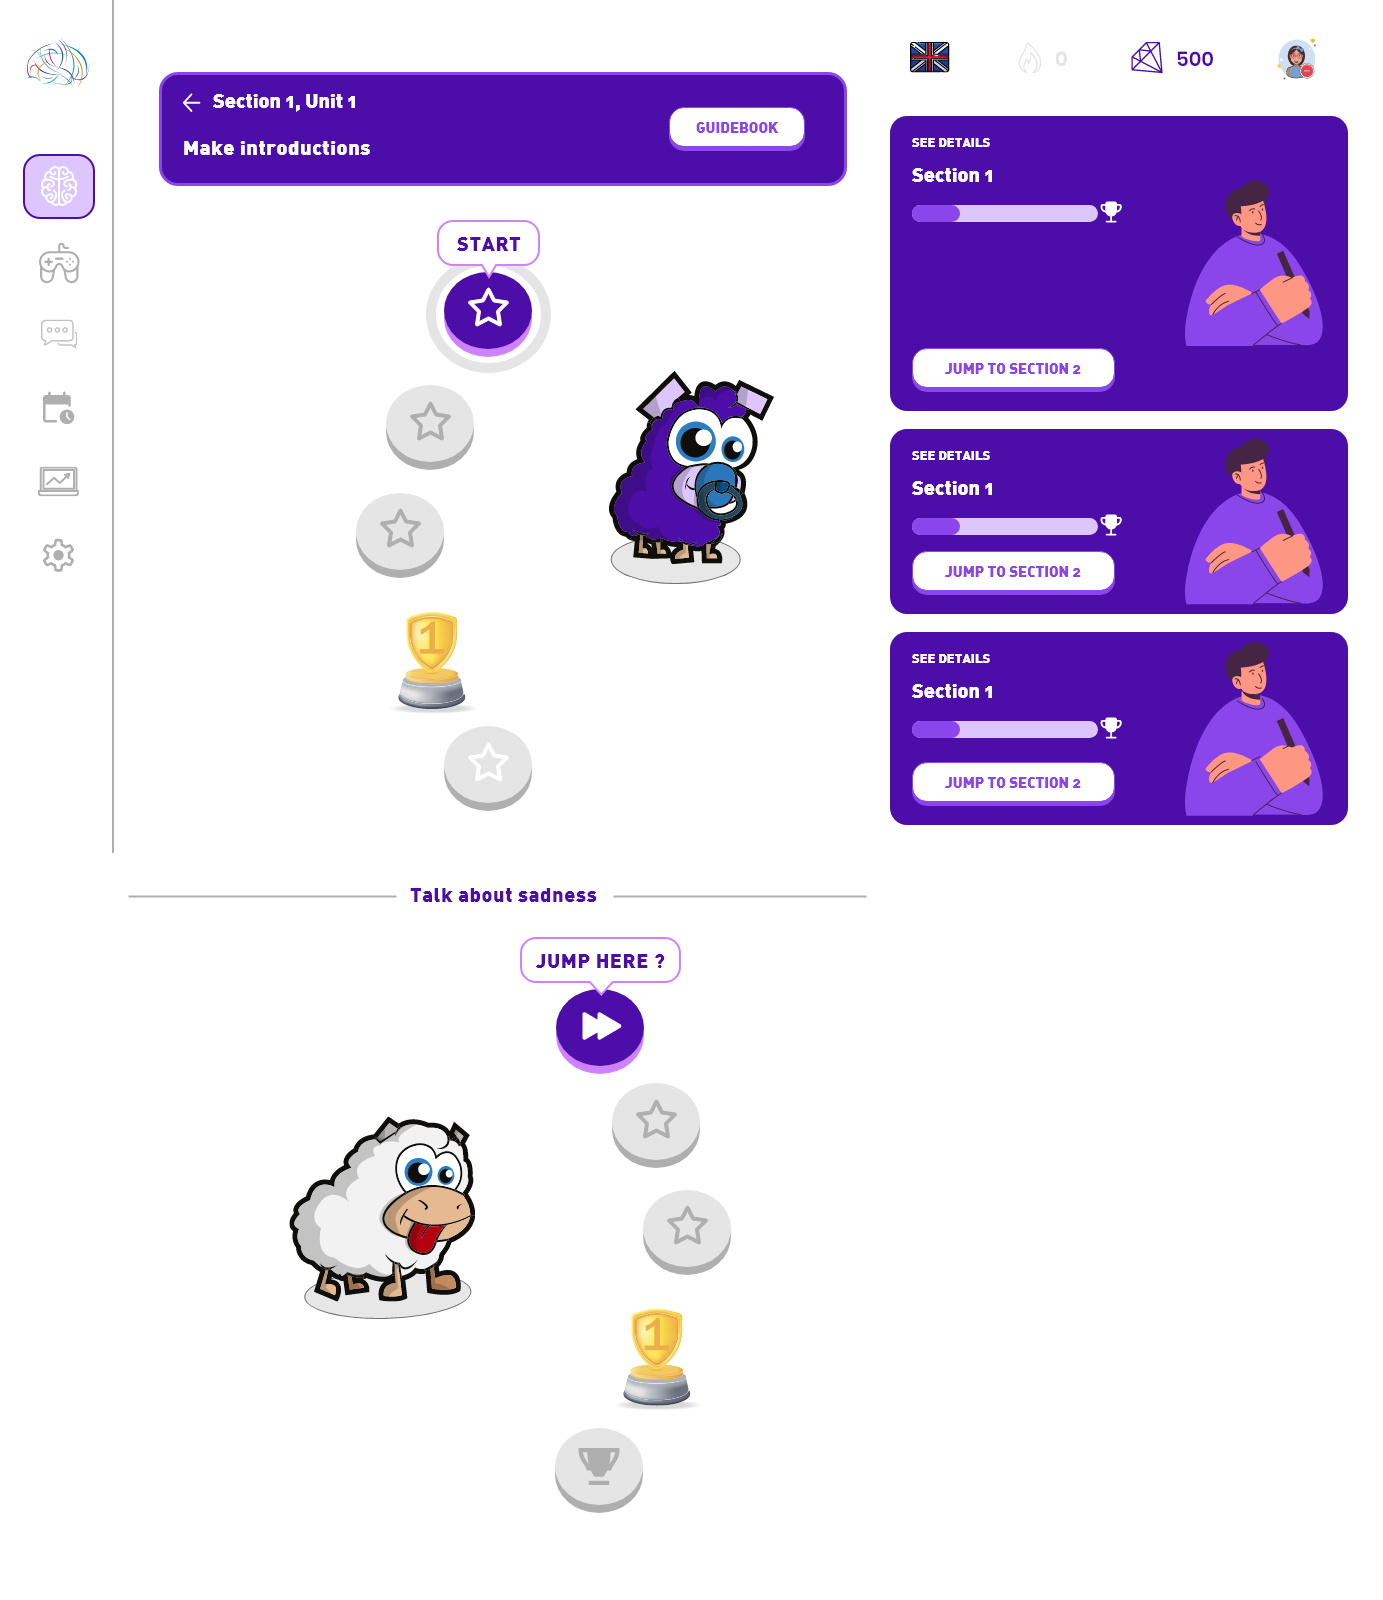 0
500
Section 1, Unit 1
Make introductions
GUIDEBOOK
START
1
SEE DETAILS
Section 1
JUMP TO SECTION 2
SEE DETAILS
Section 1
JUMP TO SECTION 2
SEE DETAILS
Section 1
JUMP TO SECTION 2
Talk about sadness
JUMP HERE ?
1